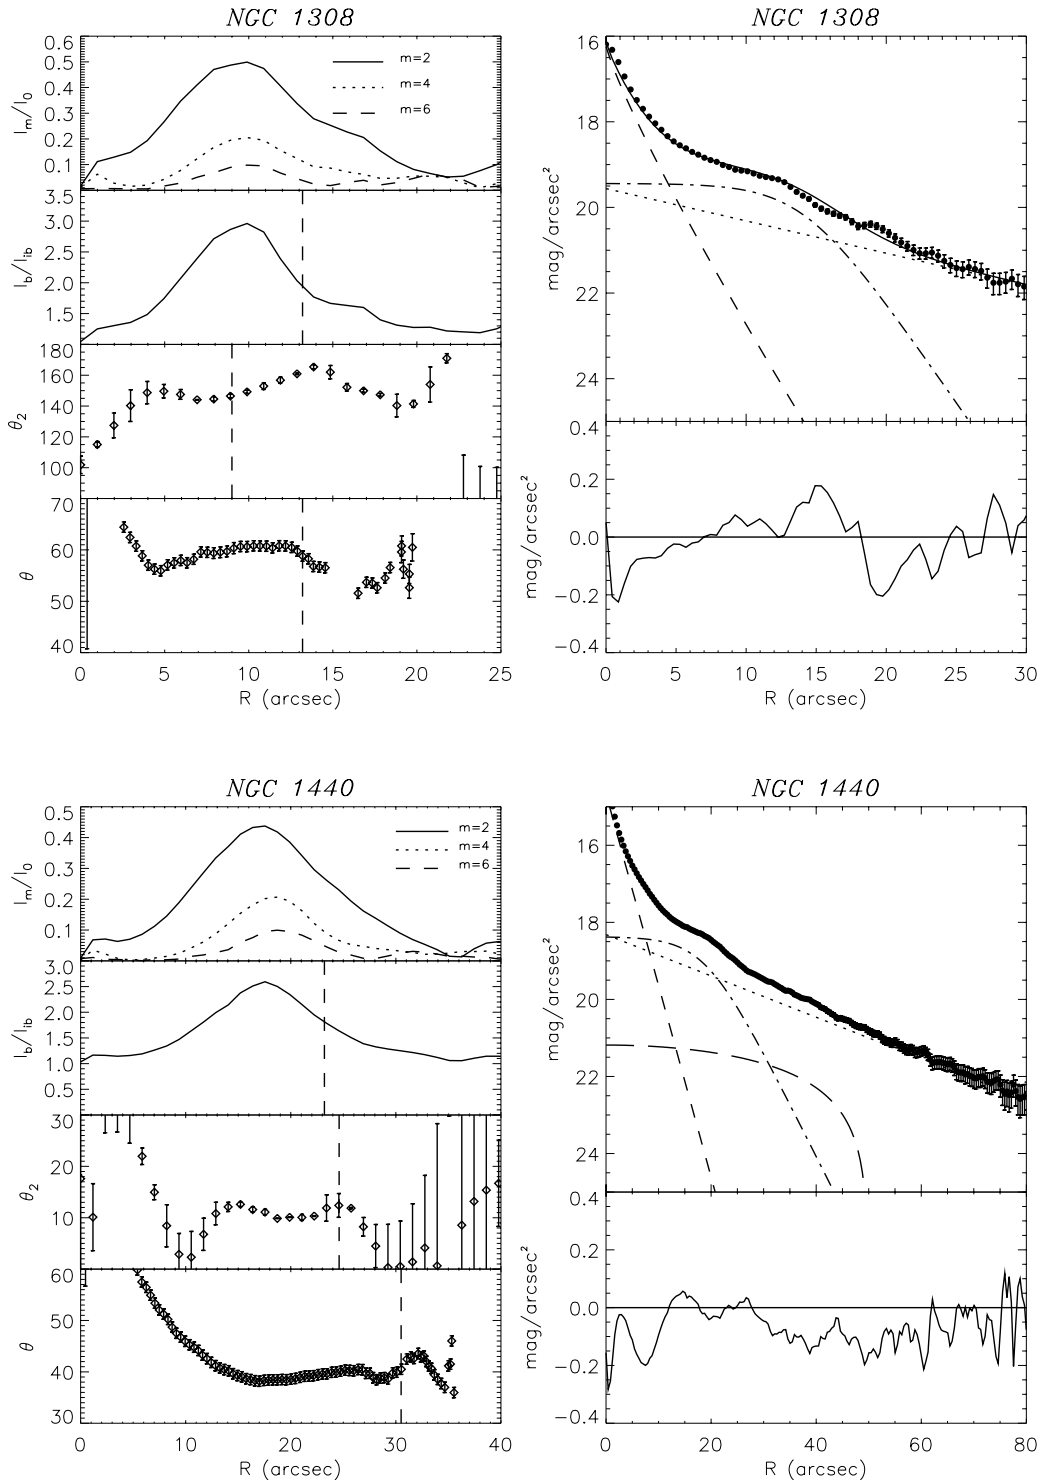 NGC 1308
0.6
0.5
0.4
0.3
0.2
0.1
I_m/I_0
m=2
m=4
m=6
3.5
3.0
2.5
2.0
1.5
I_b/I_ib
180
160
140
120
100
θ_2
70
60
50
40
θ
0 5 10 15 20 25
R (arcsec)
NGC 1308
16
18
20
22
24
mag/arcsec²
0.4
0.2
0.0
−0.2
−0.4
mag/arcsec²
0 5 10 15 20 25 30
R (arcsec)
NGC 1440
0.5
0.4
0.3
0.2
0.1
I_m/I_0
m=2
m=4
m=6
3.0
2.5
2.0
1.5
1.0
0.5
I_b/I_ib
30
20
10
θ_2
60
50
40
30
θ
0 10 20 30 40
R (arcsec)
NGC 1440
16
18
20
22
24
mag/arcsec²
0.4
0.2
0.0
−0.2
−0.4
mag/arcsec²
0 20 40 60 80
R (arcsec)